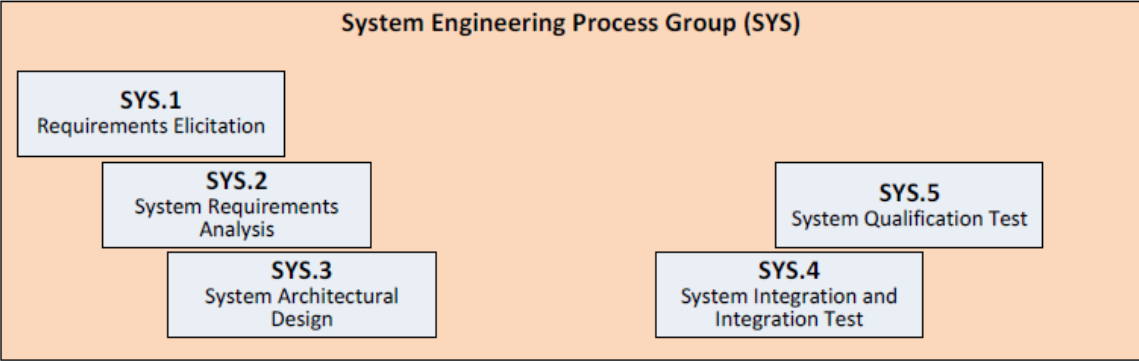 System Engineering Process Group (SYS)
SYS.1
Requirements Elicitation
SYS.2
System Requirements
Analysis
SYS.3
System Architectural
Design
SYS.5
System Qualification Test
SYS.4
System Integration and
Integration Test